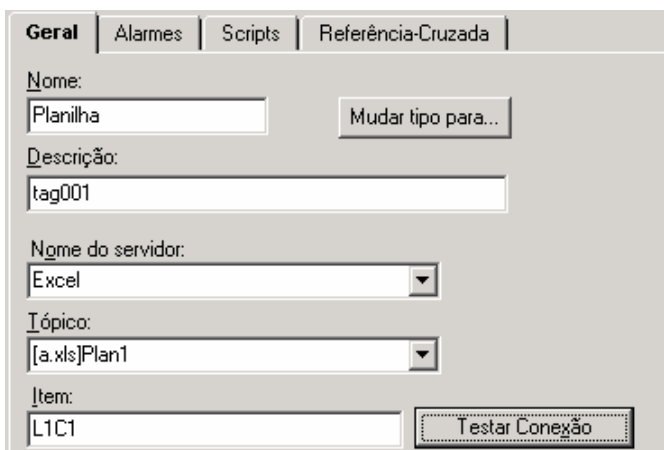 Geral Alarmes Scripts Referência-Cruzada
Nome:
Planilha Mudar tipo para...
Descrição:
tag001
Nome do servidor:
Excel
Tópico:
[a.xls]Plan1
Item:
L1C1 Testar Conexão